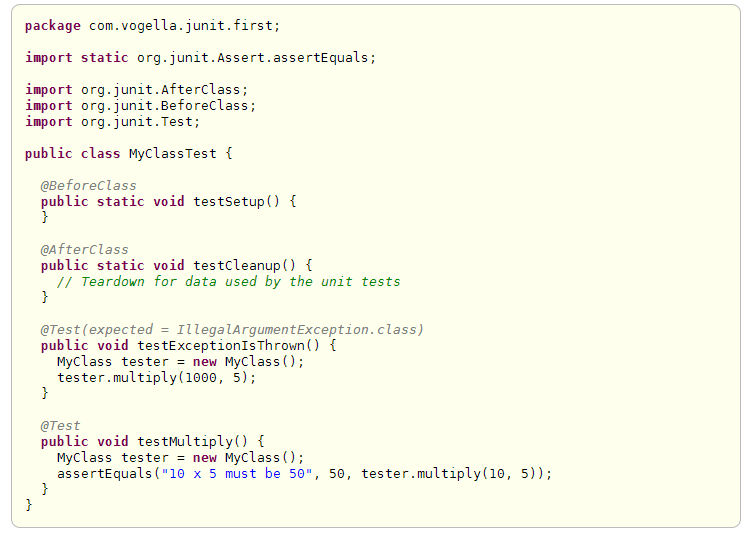 package com.vogella.junit.first;
import static org.junit.Assert.assertEquals;
import org.junit.AfterClass;
import org.junit.BeforeClass;
import org.junit.Test;
public class MyClassTest {
@BeforeClass
public static void testSetup() {
}
@AfterClass
public static void testCleanup() {
// Teardown for data used by the unit tests
}
@Test(expected = IllegalArgumentException.class)
public void testExceptionIsThrown() {
MyClass tester = new MyClass();
tester.multiply(1000, 5);
}
@Test
public void testMultiply() {
MyClass tester = new MyClass();
assertEquals("10 x 5 must be 50", 50, tester.multiply(10, 5));
}
}